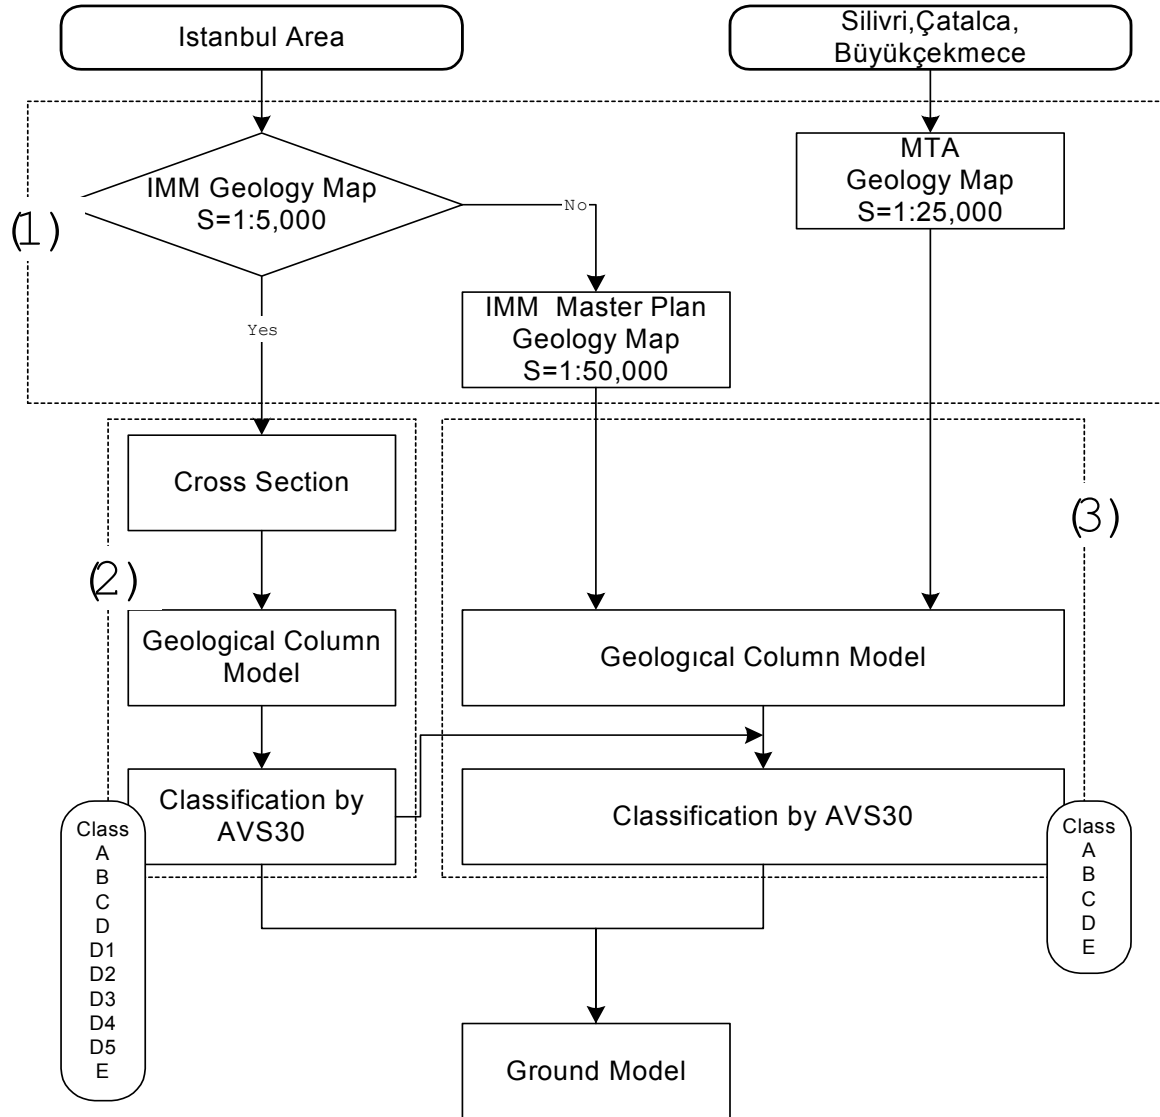 Istanbul Area
Silivri,Çatalca,
Büyükçekmece
IMM Geology Map
S=1:5,000
No
MTA
Geology Map
S=1:25,000
(1)
Yes
IMM Master Plan
Geology Map
S=1:50,000
Cross Section
(2)
Geological Column
Model
(3)
Geologıcal Column Model
Classification by
AVS30
Classification by AVS30
Class
A
B
C
D
D1
D2
D3
D4
D5
E
Class
A
B
C
D
E
Ground Model